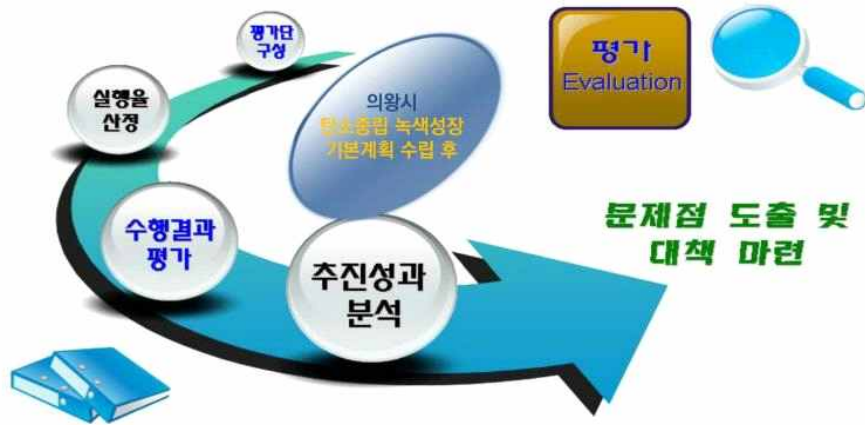 평가단
구성
실행율
산정
수행결과
평가
추진성과
분석
의왕시
탄소중립 녹색성장
기본계획 수립 후
평가
Evaluation
문제점 도출 및
대책 마련